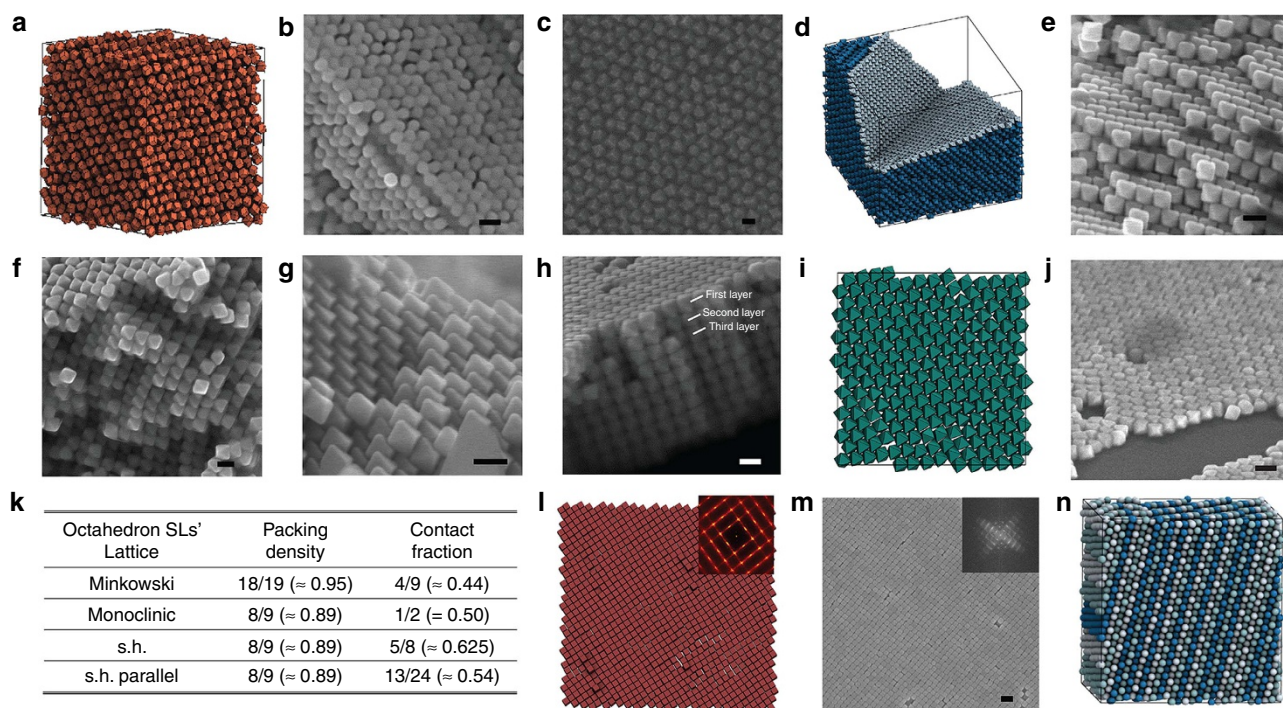 a
b
c
d
e
f
g
h
First layer
Second layer
Third layer
i
j
k
Octahedron SLs' Lattice Packing density Contact fraction
Minkowski 18/19 (≈ 0.95) 4/9 (≈ 0.44)
Monoclinic 8/9 (≈ 0.89) 1/2 (= 0.50)
s.h. 8/9 (≈ 0.89) 5/8 (≈ 0.625)
s.h. parallel 8/9 (≈ 0.89) 13/24 (≈ 0.54)
l
m
n